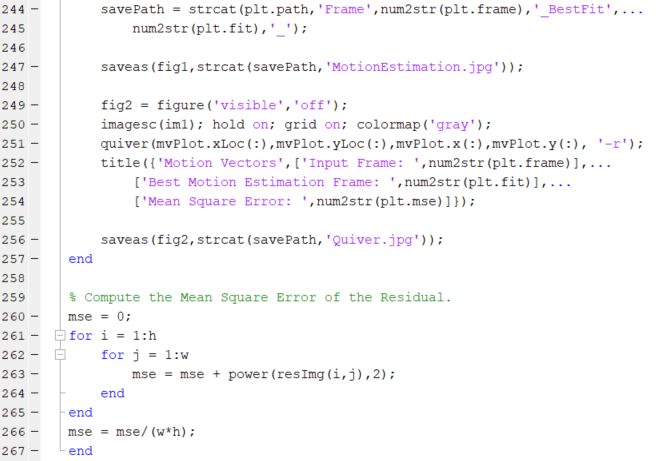 244 –         savePath = strcat(plt.path,'Frame',num2str(plt.frame),'_BestFit',...
245               num2str(plt.fit),'_');
246
247 –         saveas(fig1,strcat(savePath,'MotionEstimation.jpg'));
248
249 –         fig2 = figure('visible','off');
250 –         imagesc(im1); hold on; grid on; colormap('gray');
251 –         quiver(mvPlot.xLoc(:),mvPlot.yLoc(:),mvPlot.x(:),mvPlot.y(:), '-r');
252 –         title({'Motion Vectors',['Input Frame: ',num2str(plt.frame)],...
253               ['Best Motion Estimation Frame: ',num2str(plt.fit)],...
254               ['Mean Square Error: ',num2str(plt.mse)]});
255
256 –         saveas(fig2,strcat(savePath,'Quiver.jpg'));
257 –     end
258
259       % Compute the Mean Square Error of the Residual.
260 –     mse = 0;
261 –     for i = 1:h
262 –         for j = 1:w
263 –             mse = mse + power(resImg(i,j),2);
264 –         end
265 –     end
266 –     mse = mse/(w*h);
267 –     end